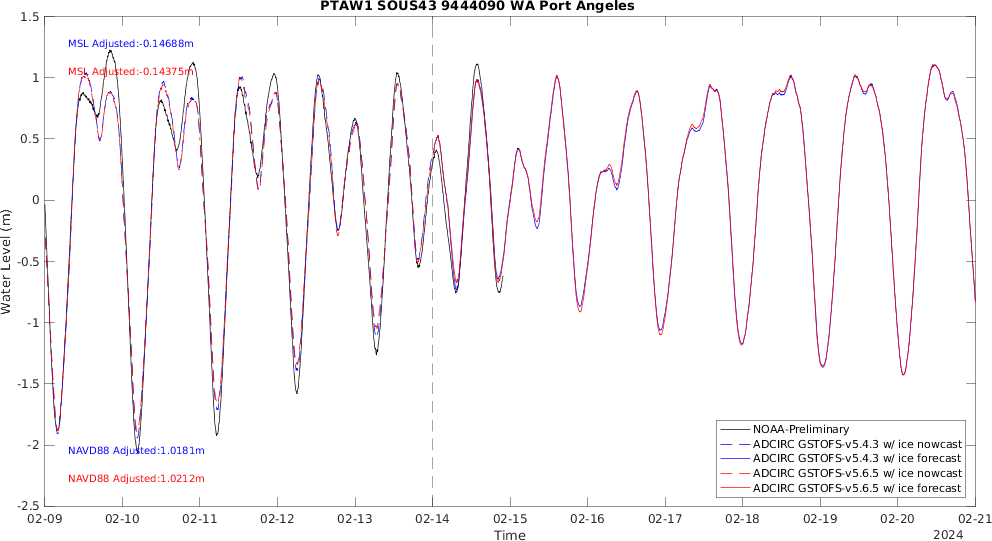 PTAW1 SOUS43 9444090 WA Port Angeles
MSL Adjusted:-0.14688m
MSL Adjusted:-0.14375m
NAVD88 Adjusted:1.0181m
NAVD88 Adjusted:1.0212m
Water Level (m)
1.5
1
0.5
0
-0.5
-1
-1.5
-2
-2.5
NOAA-Preliminary
ADCIRC GSTOFS-v5.4.3 w/ ice nowcast
ADCIRC GSTOFS-v5.4.3 w/ ice forecast
ADCIRC GSTOFS-v5.6.5 w/ ice nowcast
ADCIRC GSTOFS-v5.6.5 w/ ice forecast
02-09 02-10 02-11 02-12 02-13 02-14 02-15 02-16 02-17 02-18 02-19 02-20 02-21
Time
2024